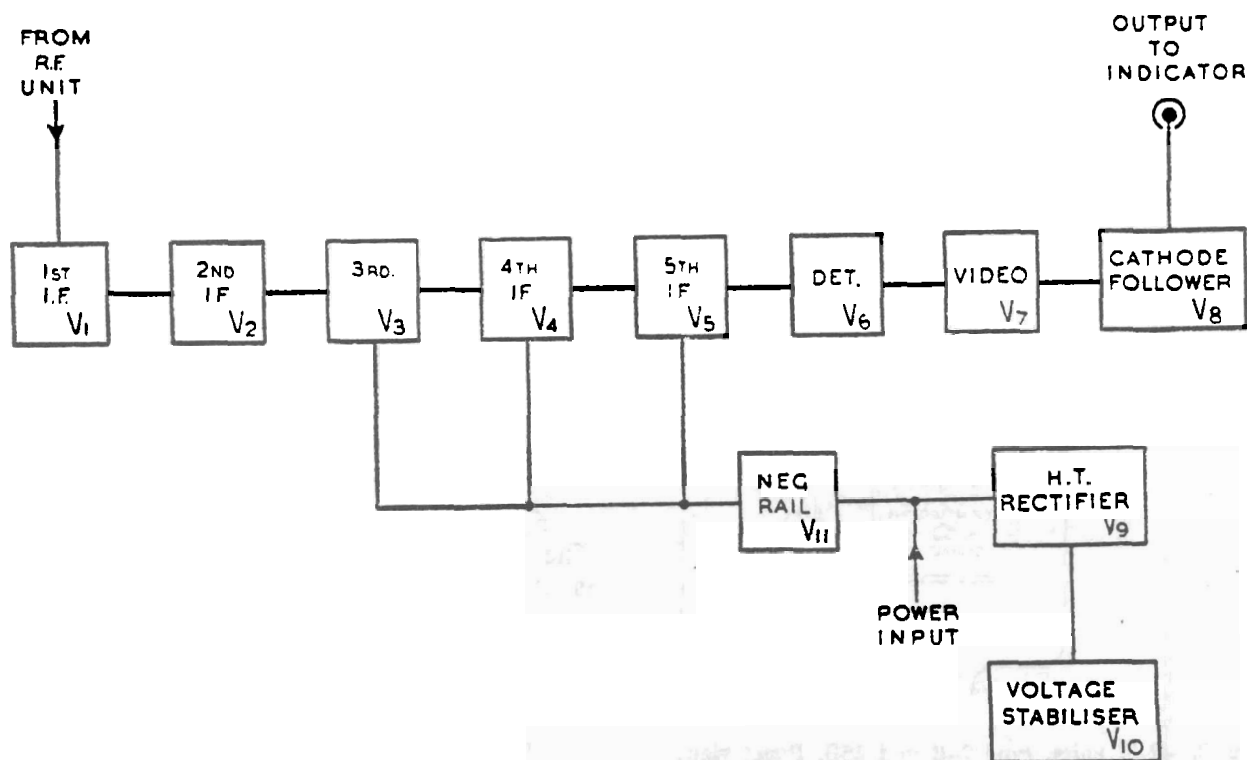 FROM
R.F.
UNIT
OUTPUT
TO
INDICATOR
1ST
I.F.
V1
2ND
IF
V2
3RD.
V3
4TH
IF
V4
5TH
IF
V5
DET.
V6
VIDEO
V7
CATHODE
FOLLOWER
V8
NEG
RAIL
V11
H.T.
RECTIFIER
V9
POWER
INPUT
VOLTAGE
STABILISER
V10